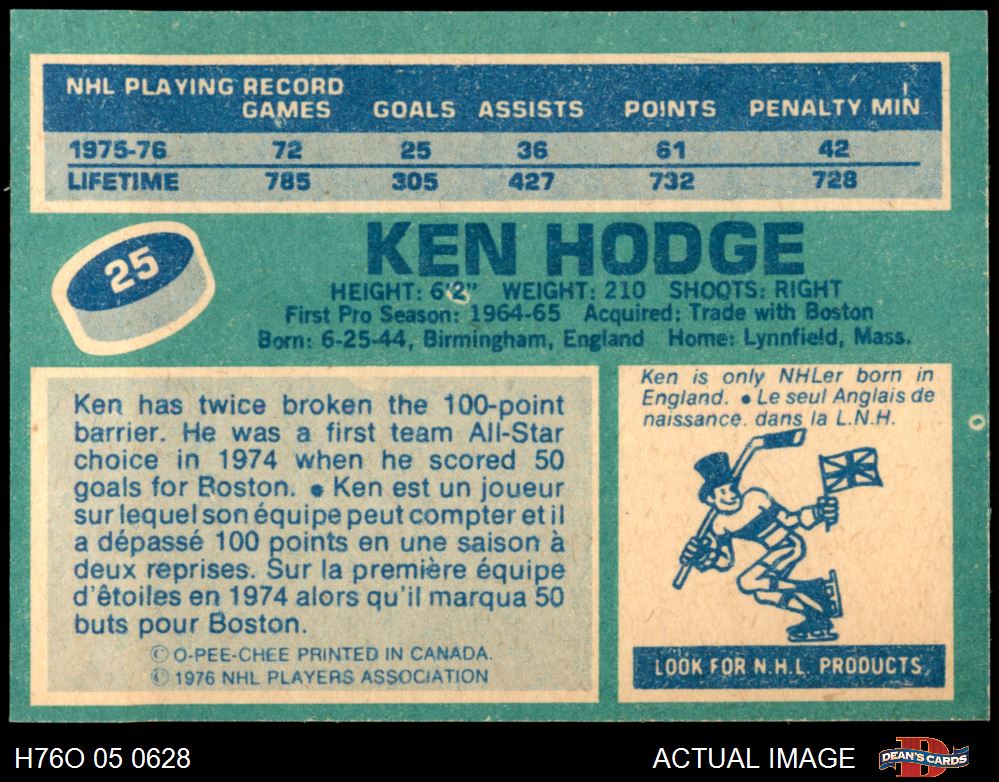 NHL PLAYING RECORD
GAMES GOALS ASSISTS POINTS PENALTY MIN
1975-76 72 25 36 61 42
LIFETIME 785 305 427 732 728
25
KEN HODGE
HEIGHT: 6'2" WEIGHT: 210 SHOOTS: RIGHT
First Pro Season: 1964-65 Acquired: Trade with Boston
Born: 6-25-44, Birmingham, England Home: Lynnfield, Mass.
Ken has twice broken the 100-point
barrier. He was a first team All-Star
choice in 1974 when he scored 50
goals for Boston. • Ken est un joueur
sur lequel son équipe peut compter et il
a dépassé 100 points en une saison à
deux reprises. Sur la première équipe
d'êtoiles en 1974 alors qu'il marqua 50
buts pour Boston.
© O-PEE-CHEE PRINTED IN CANADA.
© 1976 NHL PLAYERS ASSOCIATION
Ken is only NHLer born in
England. • Le seul Anglais de
naissance. dans la L.N.H.
LOOK FOR N.H.L. PRODUCTS
H76O 05 0628
ACTUAL IMAGE
DEAN'S CARDS